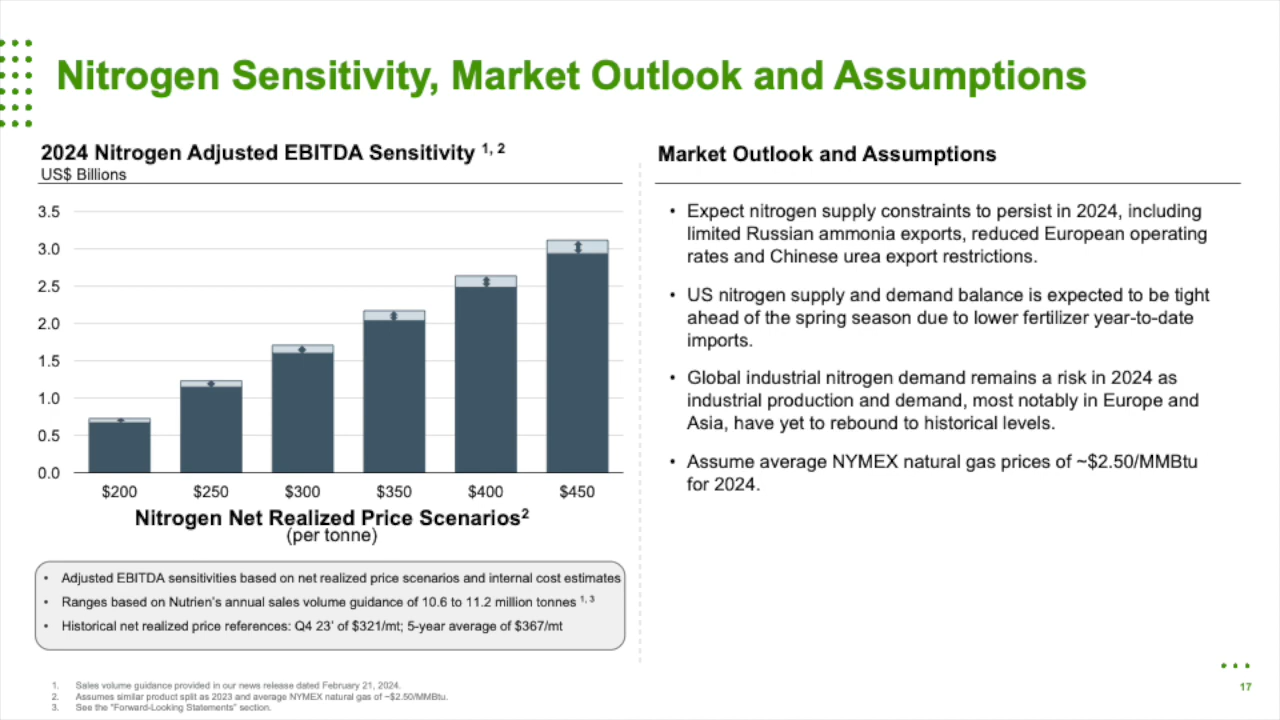 Nitrogen Sensitivity, Market Outlook and Assumptions
2024 Nitrogen Adjusted EBITDA Sensitivity 1, 2
US$ Billions
3.5
3.0
2.5
2.0
1.5
1.0
0.5
0.0
$200 $250 $300 $350 $400 $450
Nitrogen Net Realized Price Scenarios2
(per tonne)
• Adjusted EBITDA sensitivities based on net realized price scenarios and internal cost estimates
• Ranges based on Nutrien's annual sales volume guidance of 10.6 to 11.2 million tonnes 1, 3
• Historical net realized price references: Q4 23' of $321/mt; 5-year average of $367/mt
Market Outlook and Assumptions
• Expect nitrogen supply constraints to persist in 2024, including
limited Russian ammonia exports, reduced European operating
rates and Chinese urea export restrictions.
• US nitrogen supply and demand balance is expected to be tight
ahead of the spring season due to lower fertilizer year-to-date
imports.
• Global industrial nitrogen demand remains a risk in 2024 as
industrial production and demand, most notably in Europe and
Asia, have yet to rebound to historical levels.
• Assume average NYMEX natural gas prices of ~$2.50/MMBtu
for 2024.
1. Sales volume guidance provided in our news release dated February 21, 2024.
2. Assumes similar product split as 2023 and average NYMEX natural gas of ~$2.50/MMBtu.
3. See the "Forward-Looking Statements" section.
17